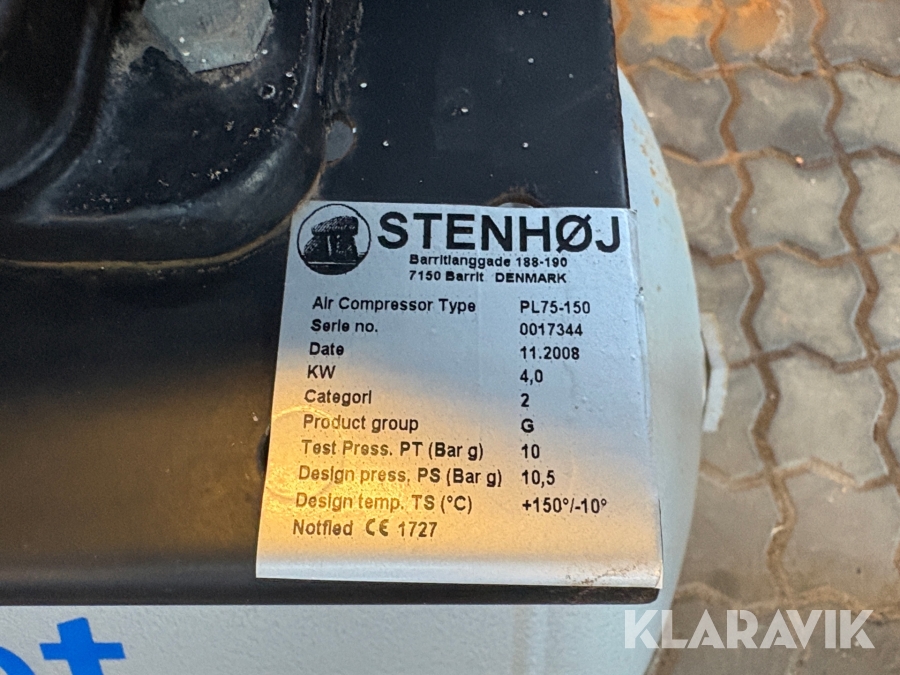 STENHØJ
Barritlanggade 188-190
7150 Barrit DENMARK
Air Compressor Type PL75-150
Serie no. 0017344
Date 11.2008
KW 4,0
Categori 2
Product group G
Test Press. PT (Bar g) 10
Design press. PS (Bar g) 10,5
Design temp. TS (°C) +150°/-10°
Notfied CE 1727
KLARAVIK